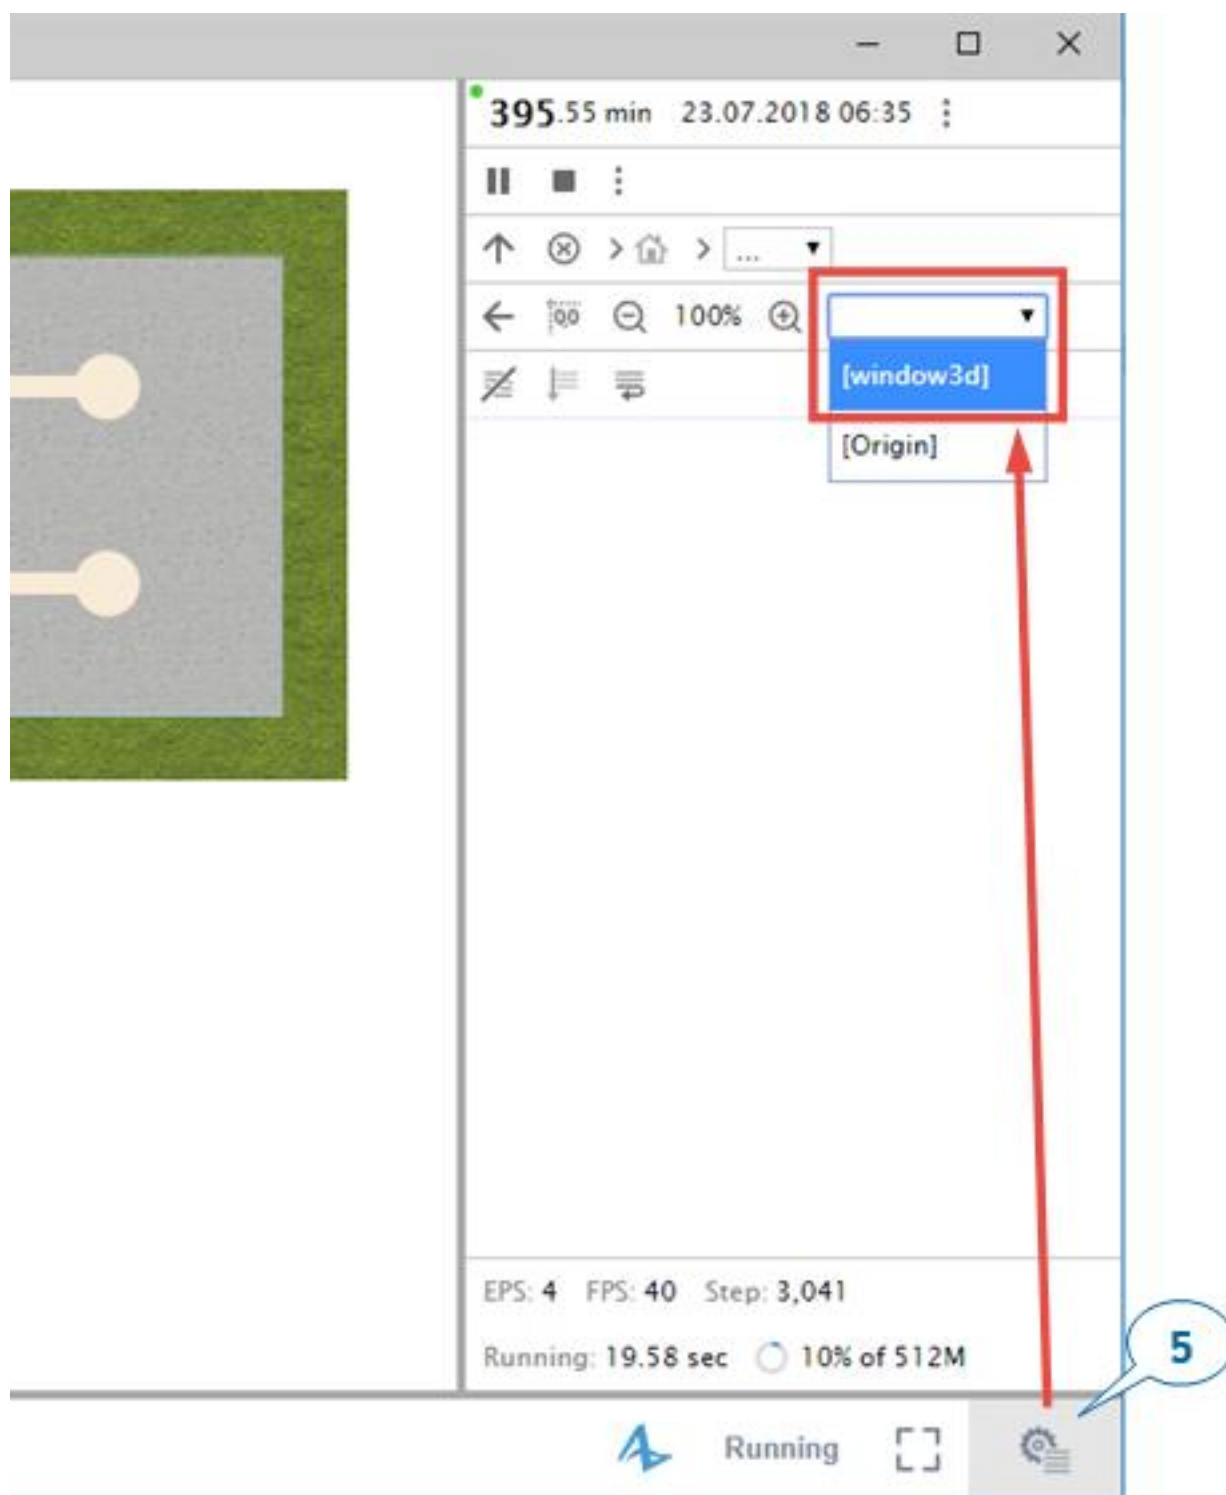 395.55 min 23.07.2018 06:35
...
100%
[window3d]
[Origin]
EPS: 4 FPS: 40 Step: 3,041
Running: 19.58 sec 10% of 512M
5
Running